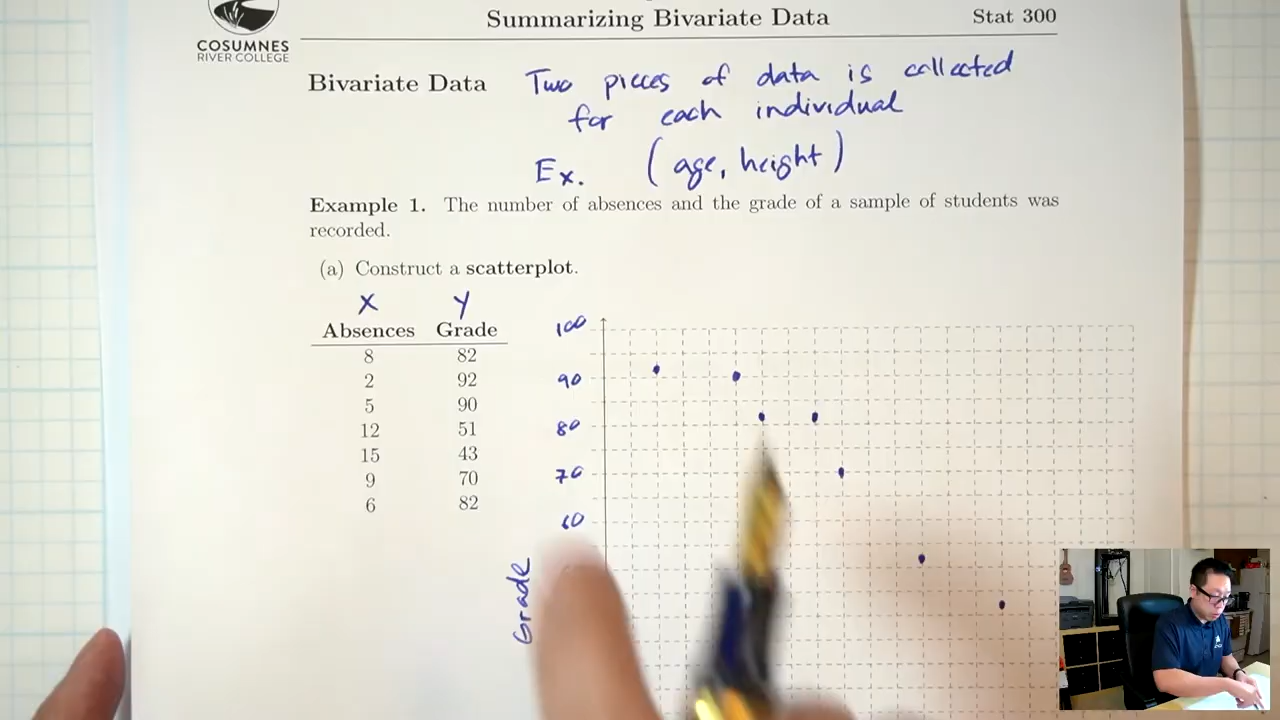 COSUMNES
RIVER COLLEGE
Summarizing Bivariate Data Stat 300
Bivariate Data Two pieces of data is collected
for each individual
Ex. (age, height)
Example 1. The number of absences and the grade of a sample of students was
recorded.
(a) Construct a scatterplot.
X Y
Absences Grade
8 82
2 92
5 90
12 51
15 43
9 70
6 82
100
90
80
70
60
Grade